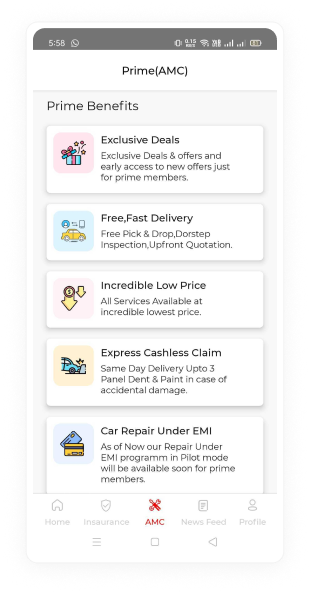 5:58
Prime(AMC)
Prime Benefits
Exclusive Deals
Exclusive Deals & offers and
early access to new offers just
for prime members.
Free,Fast Delivery
Free Pick & Drop,Dorstep
Inspection,Upfront Quotation.
Incredible Low Price
All Services Available at
incredible lowest price.
Express Cashless Claim
Same Day Delivery Upto 3
Panel Dent & Paint in case of
accidental damage.
Car Repair Under EMI
As of Now our Repair Under
EMI programm in Pilot mode
will be available soon for prime
members.
Home Insaurance AMC News Feed Profile